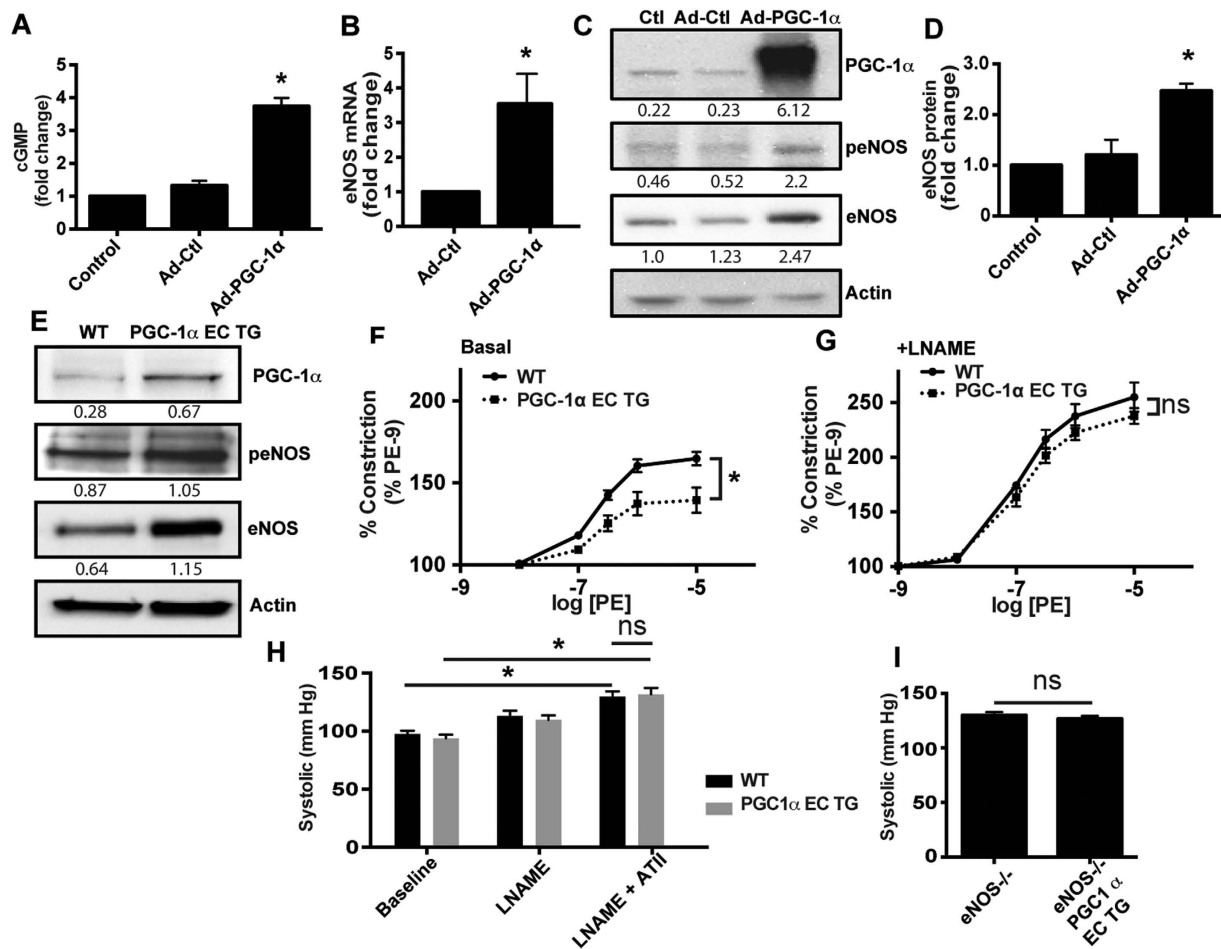 A
cGMP
(fold change)
5
4
3
2
1
0
*
Control
Ad-Ctl
Ad-PGC-1α
B
eNOS mRNA
(fold change)
5
4
3
2
1
0
*
Ad-Ctl
Ad-PGC-1α
C
Ctl Ad-Ctl Ad-PGC-1α
PGC-1α
0.22 0.23 6.12
peNOS
0.46 0.52 2.2
eNOS
1.0 1.23 2.47
Actin
D
eNOS protein
(fold change)
3.0
2.0
1.0
0
*
Control
Ad-Ctl
Ad-PGC-1α
E
WT PGC-1α EC TG
PGC-1α
0.28 0.67
peNOS
0.87 1.05
eNOS
0.64 1.15
Actin
F
Basal
WT
PGC-1α EC TG
% Constriction
(% PE-9)
200
150
100
-9 -7 -5
log [PE]
*
G
+LNAME
WT
PGC-1α EC TG
% Constriction
(% PE-9)
250
200
150
100
-9 -7 -5
log [PE]
ns
H
Systolic (mm Hg)
150
100
50
0
*
*
ns
Baseline
LNAME
LNAME + ATII
WT
PGC1α EC TG
I
Systolic (mm Hg)
150
100
50
0
ns
eNOS-/-
eNOS-/-
PGC1 α
EC TG